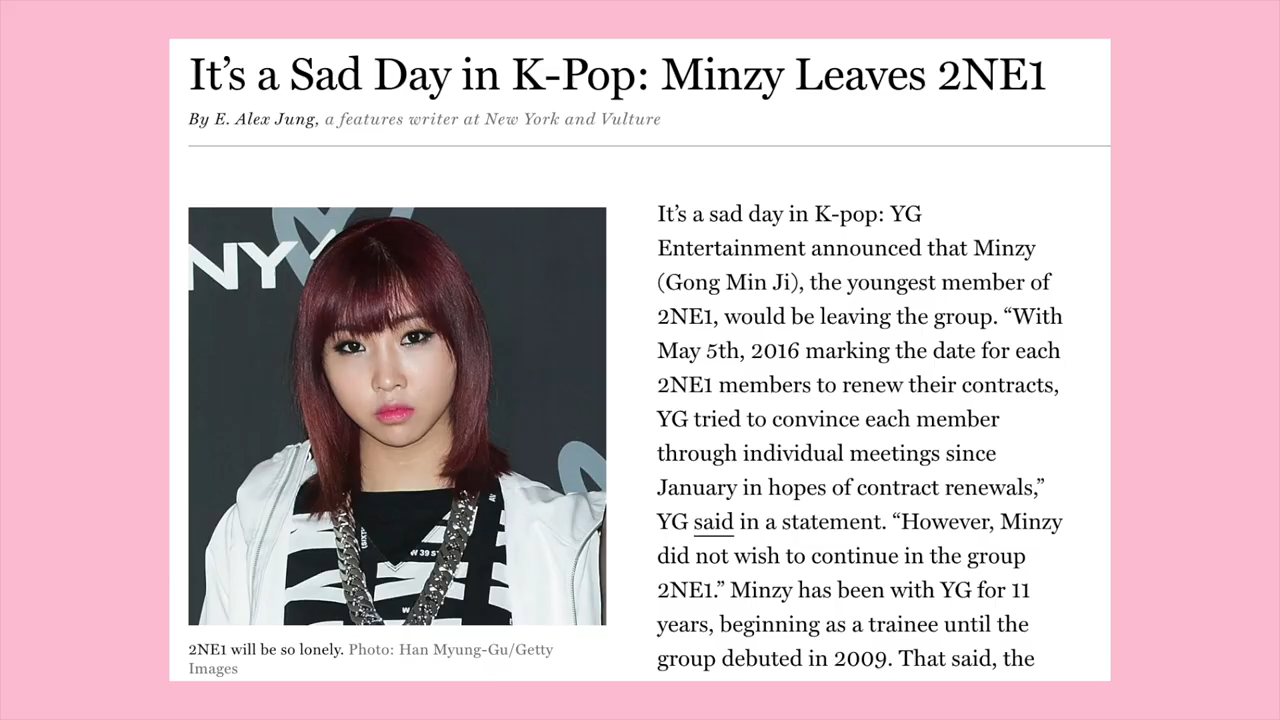 It’s a Sad Day in K-Pop: Minzy Leaves 2NE1
By E. Alex Jung, a features writer at New York and Vulture
NY
It’s a sad day in K-pop: YG
Entertainment announced that Minzy
(Gong Min Ji), the youngest member of
2NE1, would be leaving the group. “With
May 5th, 2016 marking the date for each
2NE1 members to renew their contracts,
YG tried to convince each member
through individual meetings since
January in hopes of contract renewals,”
YG said in a statement. “However, Minzy
did not wish to continue in the group
2NE1.” Minzy has been with YG for 11
years, beginning as a trainee until the
group debuted in 2009. That said, the
W 39 ST
2NE1 will be so lonely. Photo: Han Myung-Gu/Getty
Images